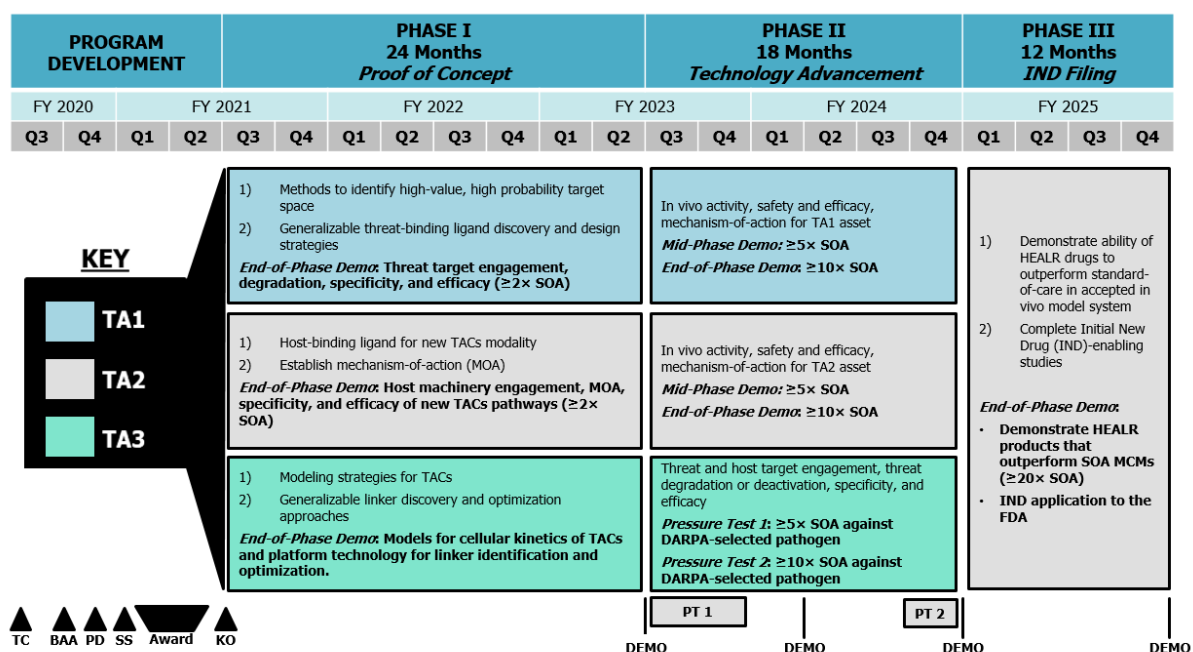 PROGRAM
DEVELOPMENT
PHASE I
24 Months
Proof of Concept
PHASE II
18 Months
Technology Advancement
PHASE III
12 Months
IND Filing
FY 2020
FY 2021
FY 2022
FY 2023
FY 2024
FY 2025
Q3 Q4 Q1 Q2 Q3 Q4 Q1 Q2 Q3 Q4 Q1 Q2 Q3 Q4 Q1 Q2 Q3 Q4 Q1 Q2 Q3 Q4
KEY
TA1
TA2
TA3
1) Methods to identify high-value, high probability target
space
2) Generalizable threat-binding ligand discovery and design
strategies
End-of-Phase Demo: Threat target engagement,
degradation, specificity, and efficacy (≥2× SOA)
In vivo activity, safety and efficacy,
mechanism-of-action for TA1 asset
Mid-Phase Demo: ≥5× SOA
End-of-Phase Demo: ≥10× SOA
1) Host-binding ligand for new TACs modality
2) Establish mechanism-of-action (MOA)
End-of-Phase Demo: Host machinery engagement, MOA,
specificity, and efficacy of new TACs pathways (≥2×
SOA)
In vivo activity, safety and efficacy,
mechanism-of-action for TA2 asset
Mid-Phase Demo: ≥5× SOA
End-of-Phase Demo: ≥10× SOA
1) Modeling strategies for TACs
2) Generalizable linker discovery and optimization
approaches
End-of-Phase Demo: Models for cellular kinetics of TACs
and platform technology for linker identification and
optimization.
Threat and host target engagement, threat
degradation or deactivation, specificity, and
efficacy
Pressure Test 1: ≥5× SOA against
DARPA-selected pathogen
Pressure Test 2: ≥10× SOA against
DARPA-selected pathogen
1) Demonstrate ability of
HEALR drugs to
outperform standard-
of-care in accepted in
vivo model system
2) Complete Initial New
Drug (IND)-enabling
studies
End-of-Phase Demo:
• Demonstrate HEALR
products that
outperform SOA MCMs
(≥20× SOA)
• IND application to the
FDA
TC BAA PD SS Award KO
PT 1
PT 2
DEMO DEMO DEMO DEMO